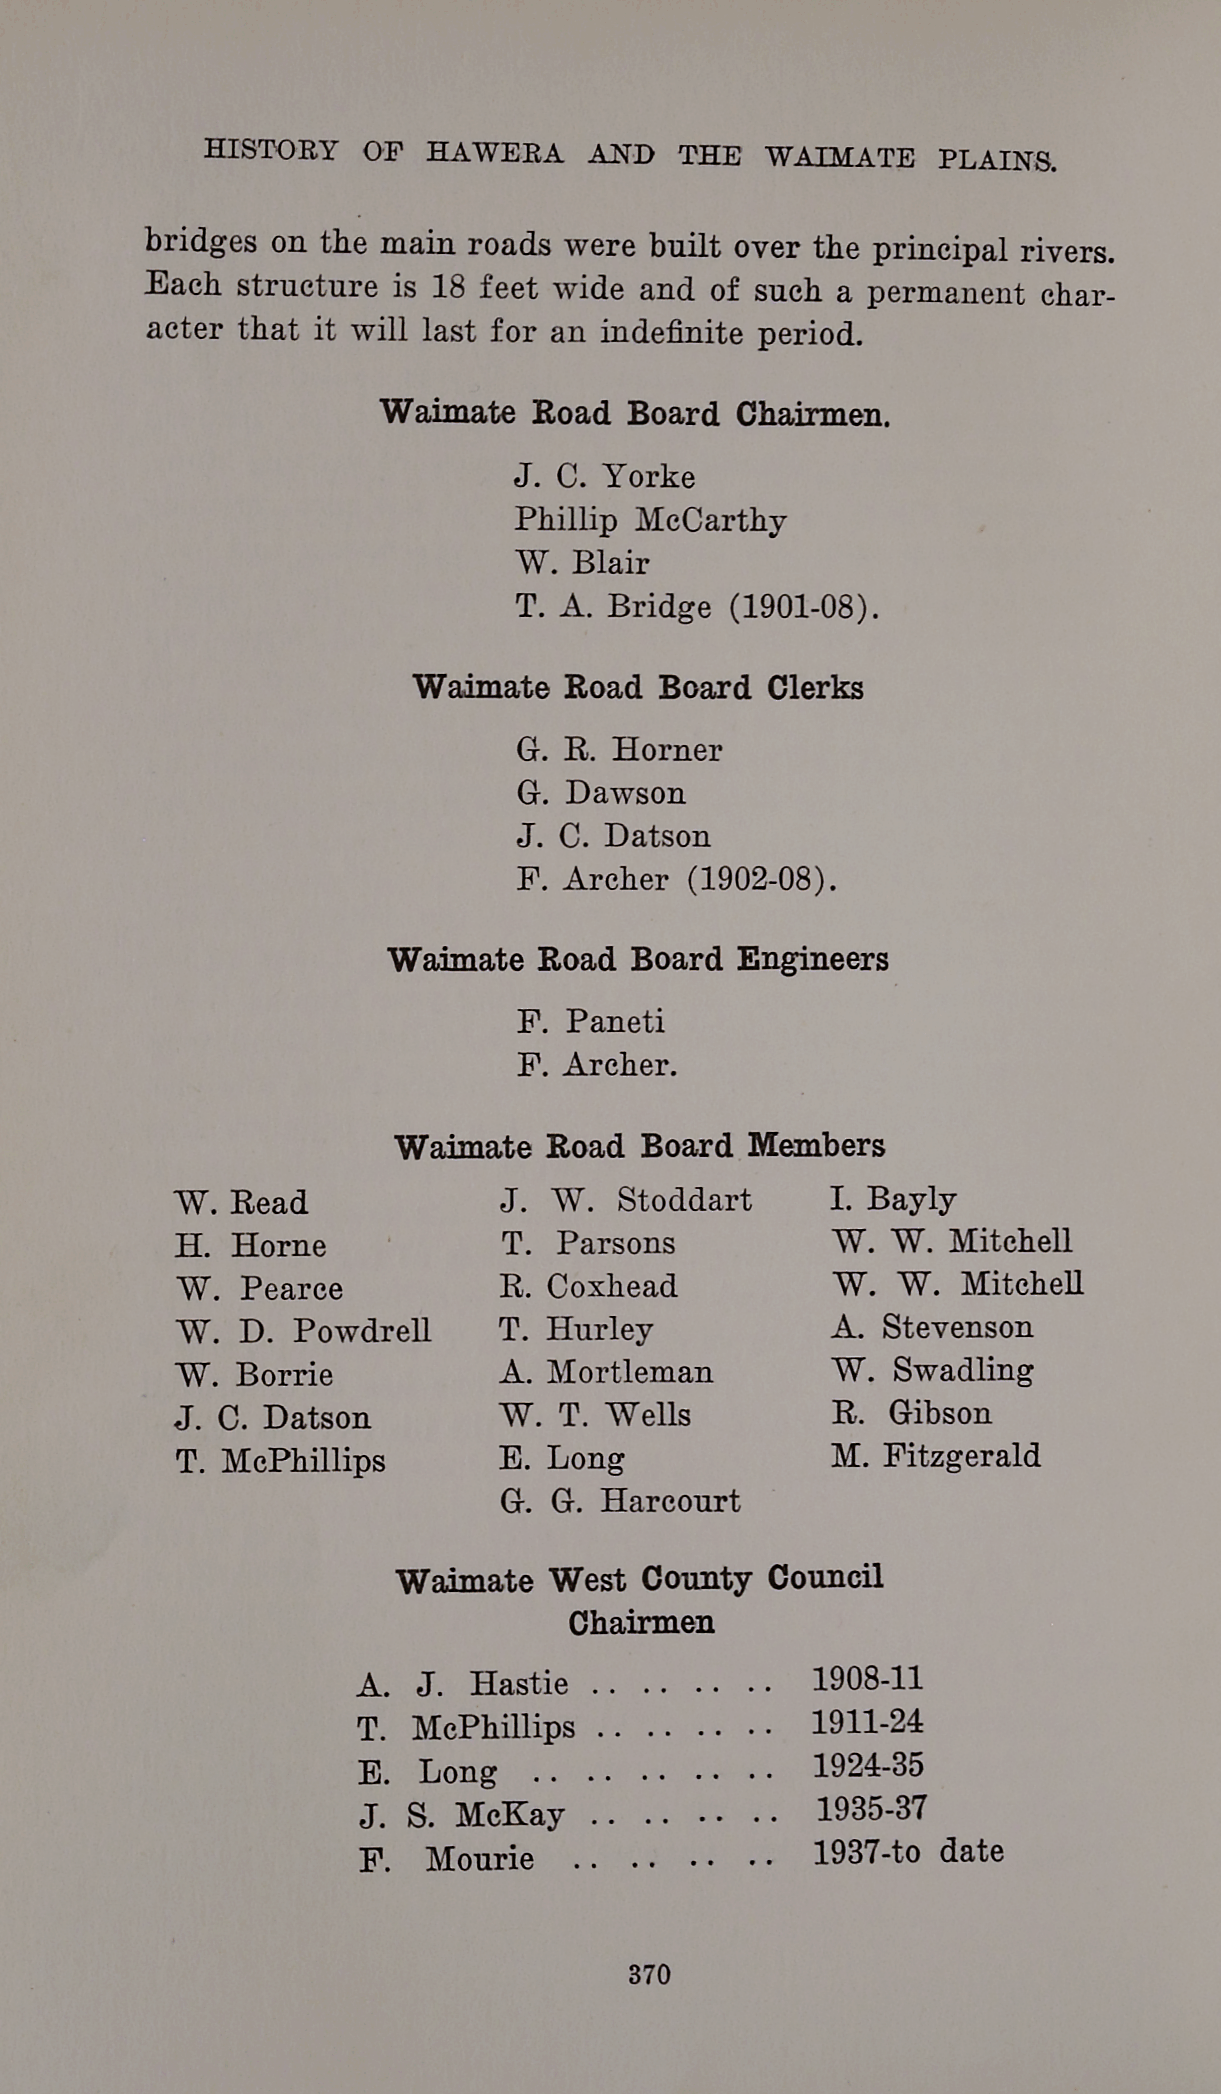 HISTORY OF HAWERA AND THE WAIMATE PLAINS.
bridges on the main roads were built over the principal rivers.
Each structure is 18 feet wide and of such a permanent char-
acter that it will last for an indefinite period.
Waimate Road Board Chairmen.
J. C. Yorke
Phillip McCarthy
W. Blair
T. A. Bridge (1901-08).
Waimate Road Board Clerks
G. R. Horner
G. Dawson
J. C. Datson
F. Archer (1902-08).
Waimate Road Board Engineers
F. Paneti
F. Archer.
Waimate Road Board Members
W. Read
H. Horne
W. Pearce
W. D. Powdrell
W. Borrie
J. C. Datson
T. McPhillips
J. W. Stoddart
T. Parsons
R. Coxhead
T. Hurley
A. Mortleman
W. T. Wells
E. Long
G. G. Harcourt
I. Bayly
W. W. Mitchell
W. W. Mitchell
A. Stevenson
W. Swadling
R. Gibson
M. Fitzgerald
Waimate West County Council
Chairmen
A. J. Hastie .. .. .. .. 1908-11
T. McPhillips .. .. .. .. 1911-24
E. Long .. .. .. .. .. 1924-35
J. S. McKay .. .. .. .. 1935-37
F. Mourie .. .. .. .. 1937-to date
370